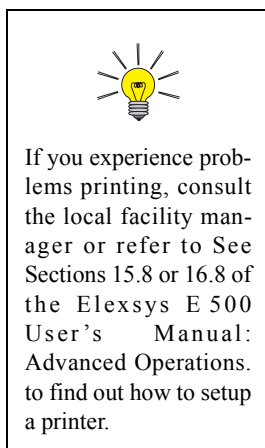 If you experience prob-
lems printing, consult
the local facility man-
ager or refer to See
Sections 15.8 or 16.8 of
the Elexsys E 500
User's Manual:
Advanced Operations.
to find out how to setup
a printer.